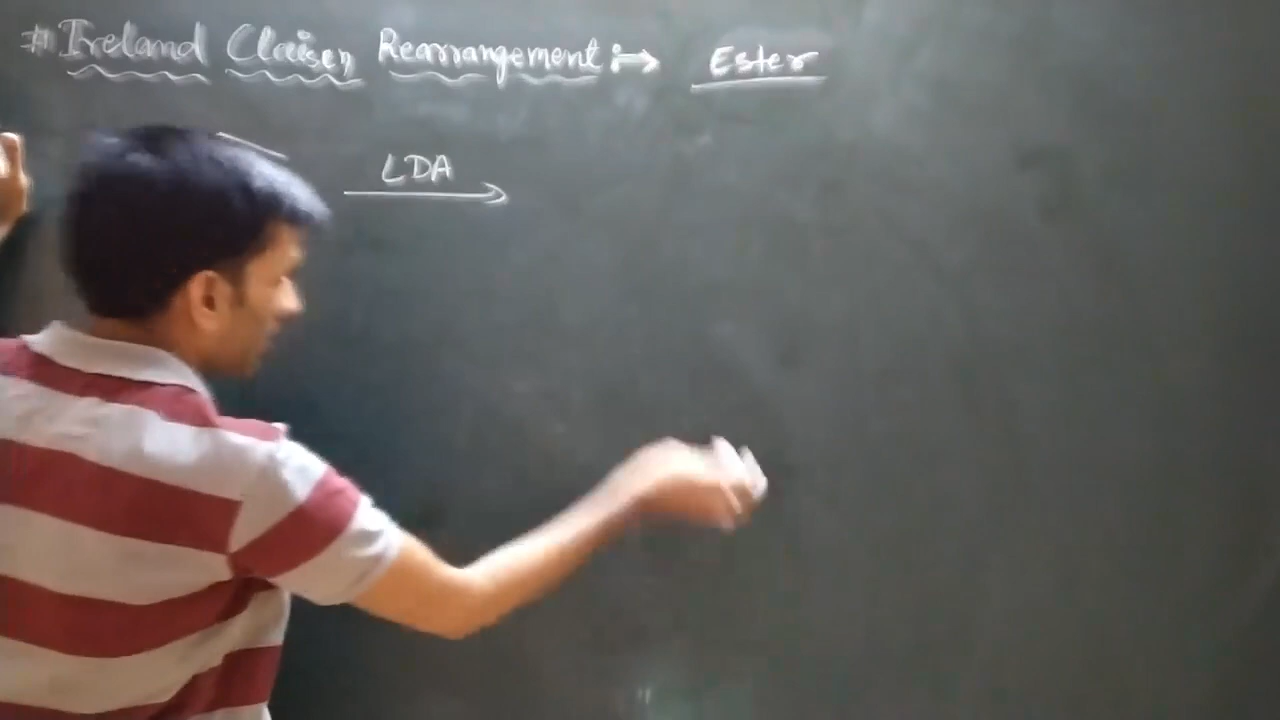 # Ireland Claisen Rearrangement :→ Ester
LDA